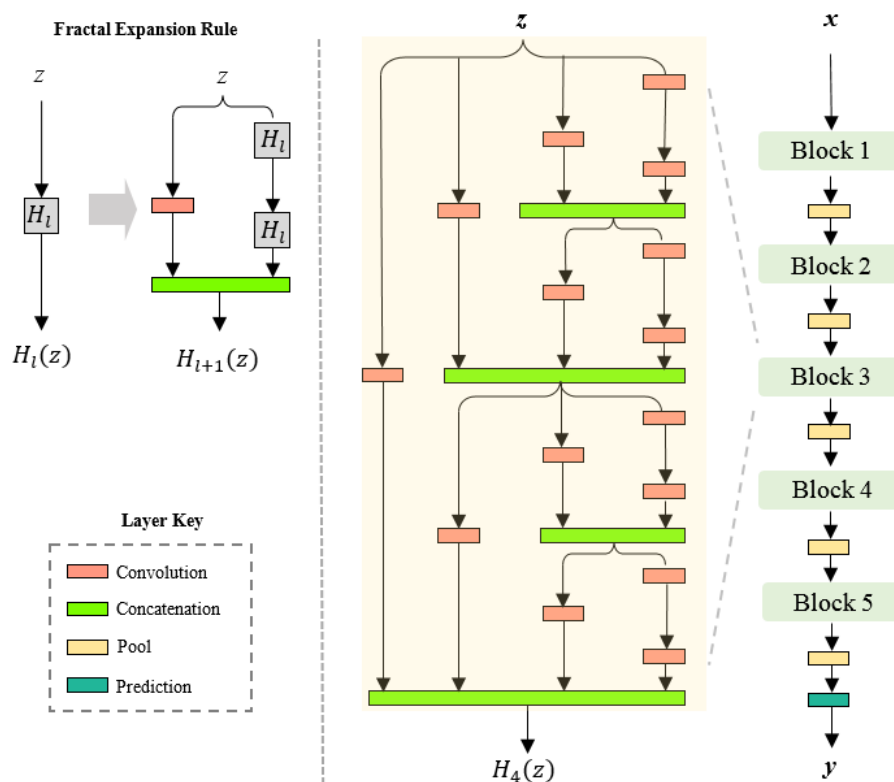 Fractal Expansion Rule
z
z
H_l
H_l
H_l
H_l(z)
H_{l+1}(z)
Layer Key
Convolution
Concatenation
Pool
Prediction
z
H_4(z)
x
Block 1
Block 2
Block 3
Block 4
Block 5
y